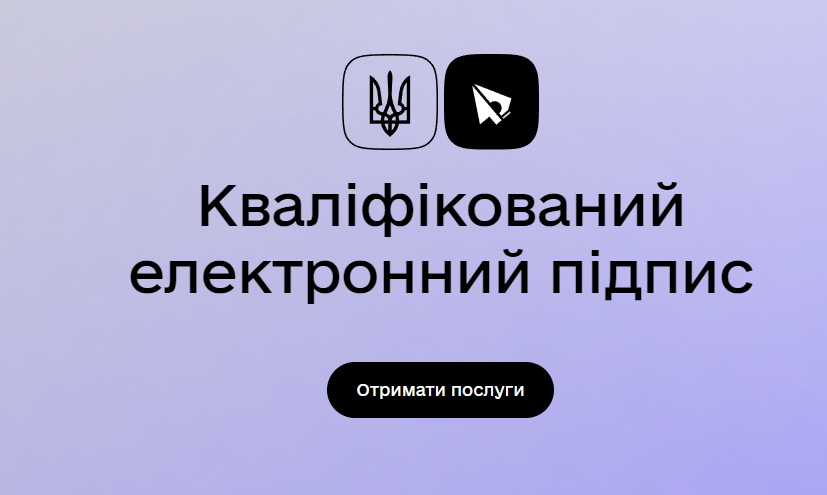 Кваліфікований
електронний підпис
Отримати послуги